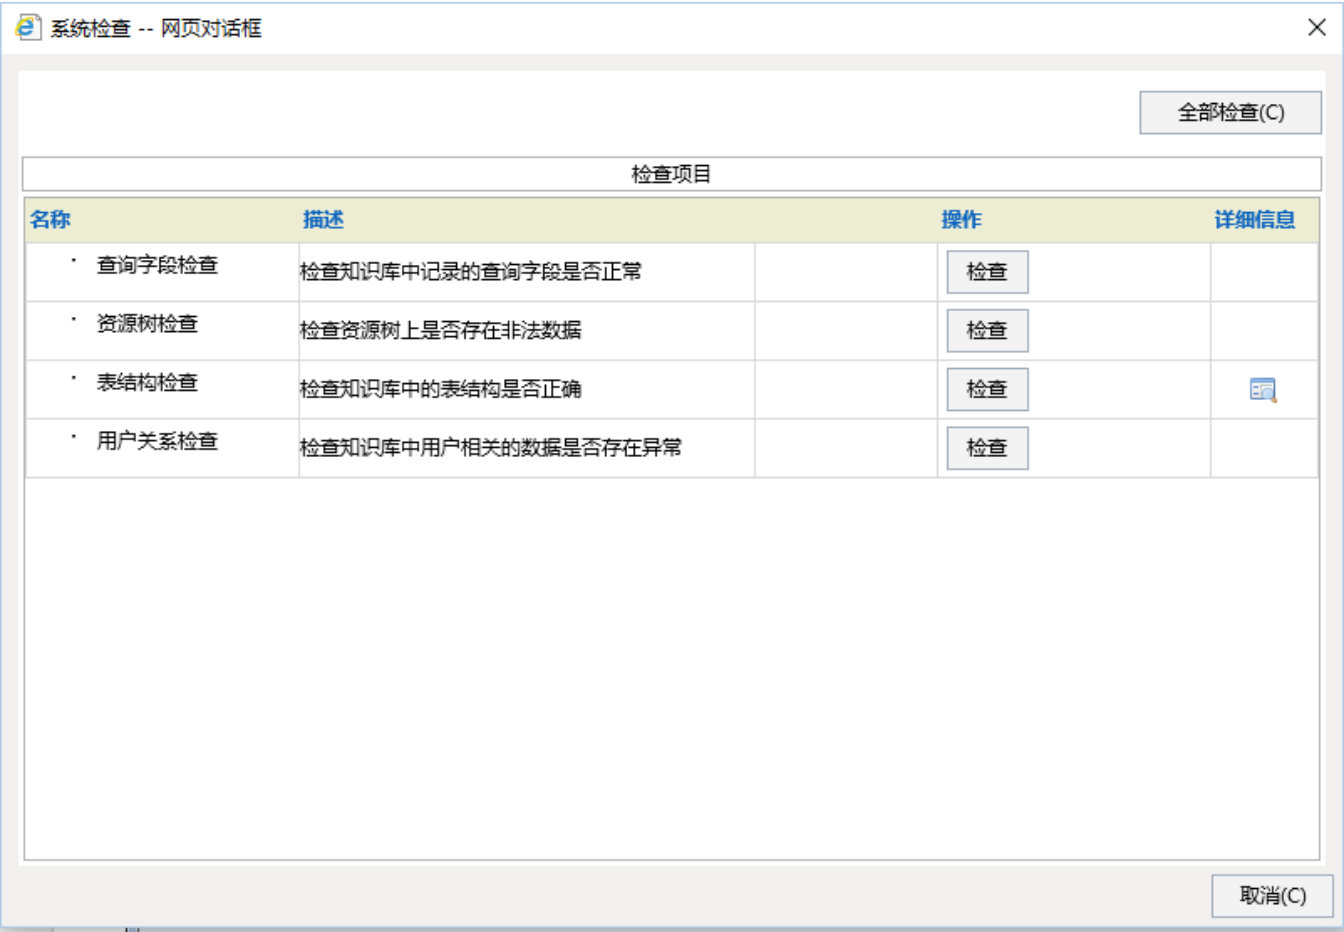 系统检查 -- 网页对话框
全部检查(C)
检查项目
名称 描述 操作 详细信息
· 查询字段检查 检查知识库中记录的查询字段是否正常 检查
· 资源树检查 检查资源树上是否存在非法数据 检查
· 表结构检查 检查知识库中的表结构是否正确 检查
· 用户关系检查 检查知识库中用户相关的数据是否存在异常 检查
取消(C)